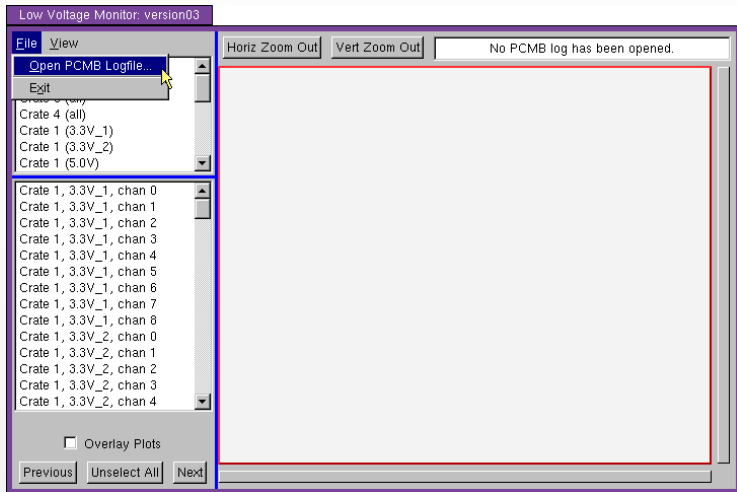 Low Voltage Monitor: version03
File View
Horiz Zoom Out Vert Zoom Out No PCMB log has been opened.
Open PCMB Logfile...
Exit
Crate 4 (all)
Crate 1 (3.3V_1)
Crate 1 (3.3V_2)
Crate 1 (5.0V)
Crate 1, 3.3V_1, chan 0
Crate 1, 3.3V_1, chan 1
Crate 1, 3.3V_1, chan 2
Crate 1, 3.3V_1, chan 3
Crate 1, 3.3V_1, chan 4
Crate 1, 3.3V_1, chan 5
Crate 1, 3.3V_1, chan 6
Crate 1, 3.3V_1, chan 7
Crate 1, 3.3V_1, chan 8
Crate 1, 3.3V_2, chan 0
Crate 1, 3.3V_2, chan 1
Crate 1, 3.3V_2, chan 2
Crate 1, 3.3V_2, chan 3
Crate 1, 3.3V_2, chan 4
Overlay Plots
Previous Unselect All Next